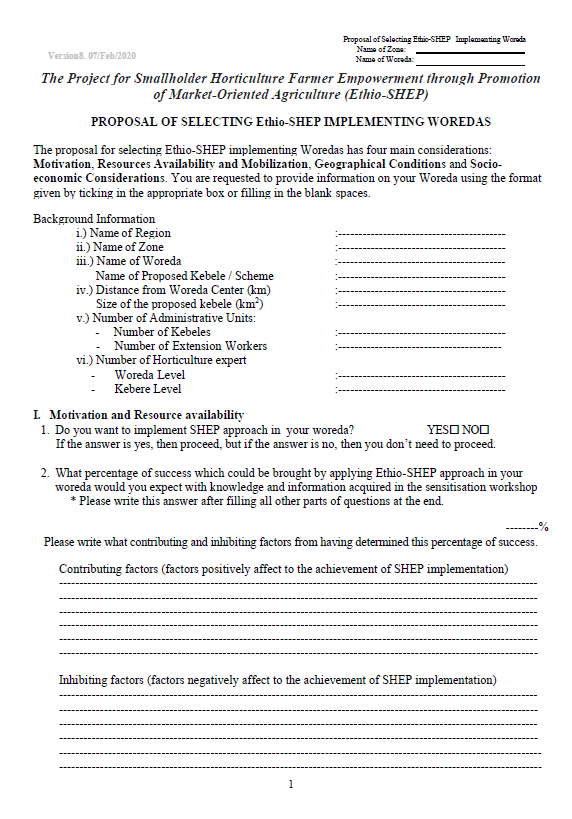 Proposal of Selecting Ethio-SHEP Implementing Woreda
Name of Zone:
Name of Woreda:
Version8. 07/Feb/2020
The Project for Smallholder Horticulture Farmer Empowerment through Promotion
of Market-Oriented Agriculture (Ethio-SHEP)
PROPOSAL OF SELECTING Ethio-SHEP IMPLEMENTING WOREDAS
The proposal for selecting Ethio-SHEP implementing Woredas has four main considerations:
Motivation, Resources Availability and Mobilization, Geographical Conditions and Socio-
economic Considerations. You are requested to provide information on your Woreda using the format
given by ticking in the appropriate box or filling in the blank spaces.
Background Information
i.) Name of Region :-----------------------------------------
ii.) Name of Zone :-----------------------------------------
iii.) Name of Woreda :-----------------------------------------
Name of Proposed Kebele / Scheme :-----------------------------------------
iv.) Distance from Woreda Center (km) :-----------------------------------------
Size of the proposed kebele (km²) :-----------------------------------------
v.) Number of Administrative Units:
- Number of Kebeles :-----------------------------------------
- Number of Extension Workers :----------------------------------------
vi.) Number of Horticulture expert
- Woreda Level :-----------------------------------------
- Kebere Level :-----------------------------------------
I. Motivation and Resource availability
1. Do you want to implement SHEP approach in your woreda? YES☐ NO☐
If the answer is yes, then proceed, but if the answer is no, then you don't need to proceed.
2. What percentage of success which could be brought by applying Ethio-SHEP approach in your
woreda would you expect with knowledge and information acquired in the sensitisation workshop
* Please write this answer after filling all other parts of questions at the end.
--------%
Please write what contributing and inhibiting factors from having determined this percentage of success.
Contributing factors (factors positively affect to the achievement of SHEP implementation)
Inhibiting factors (factors negatively affect to the achievement of SHEP implementation)
1